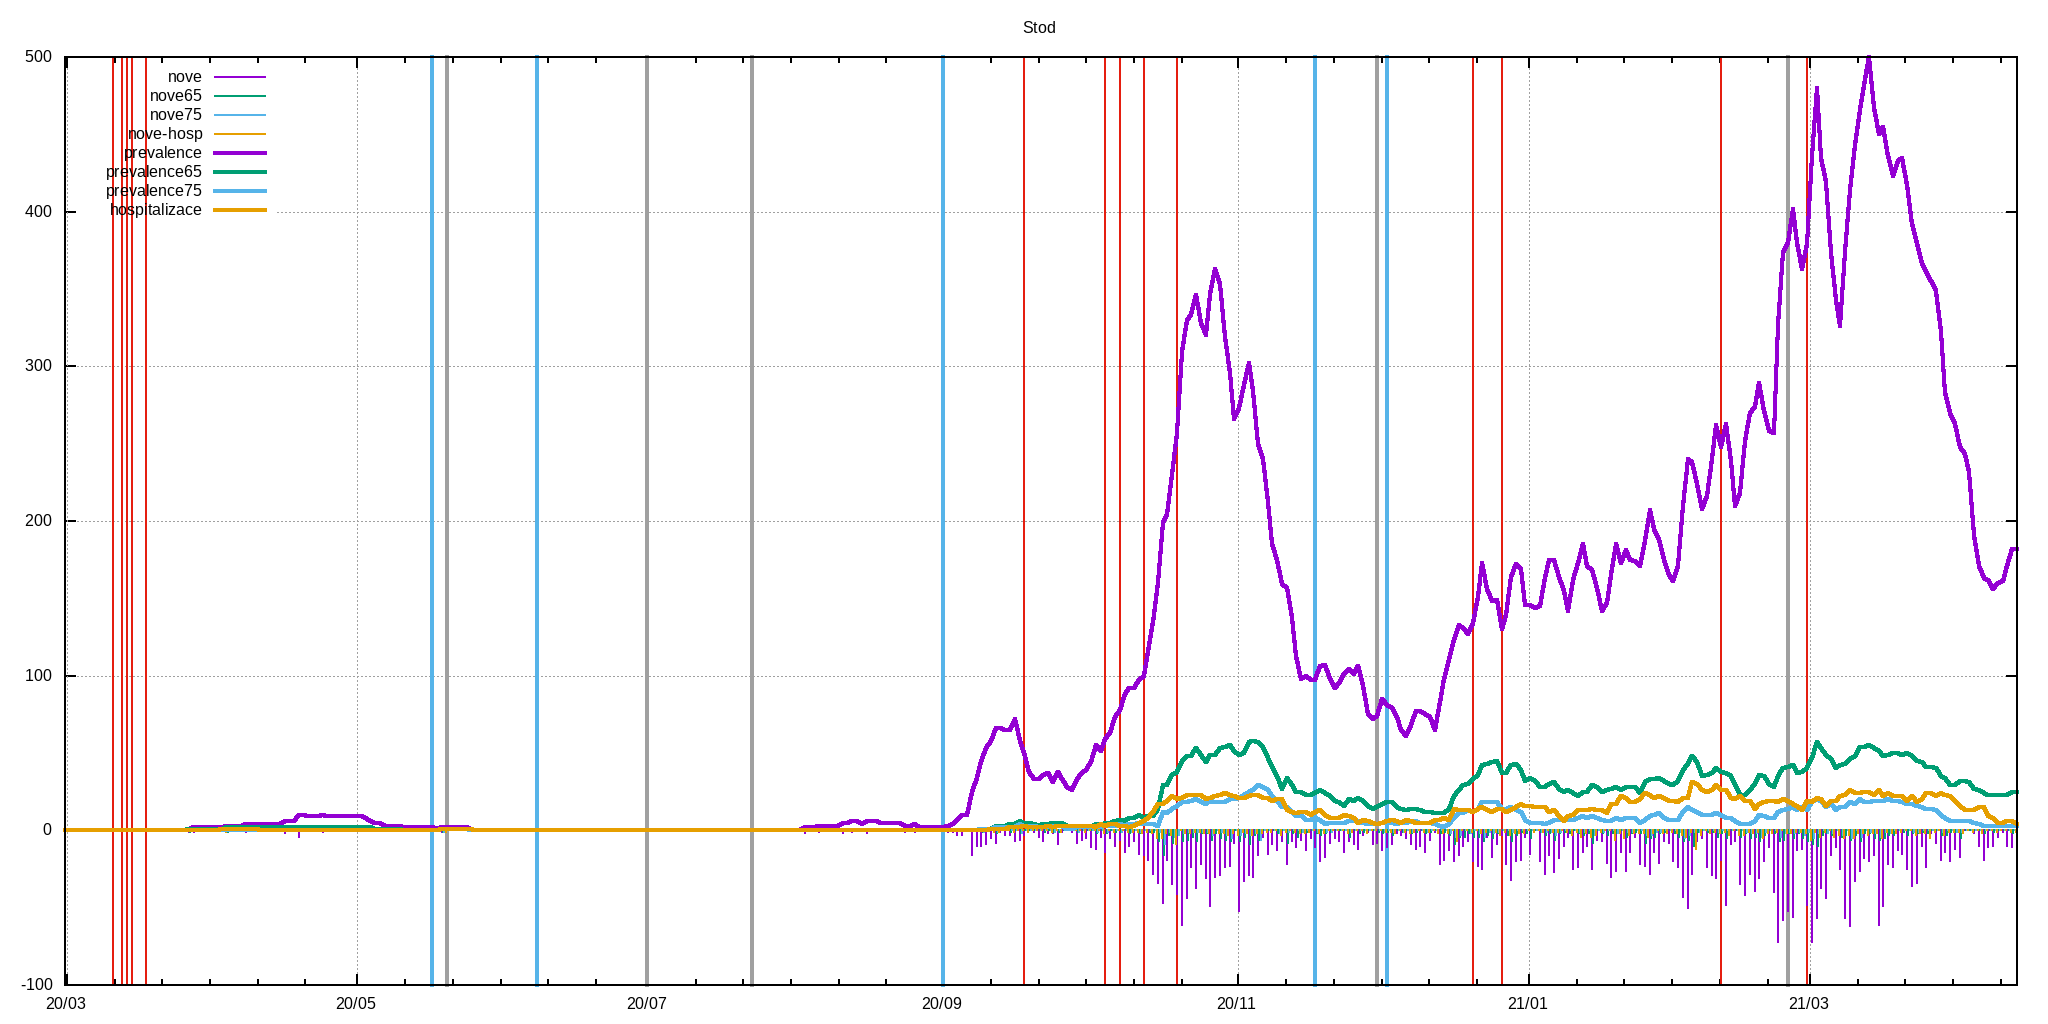 Stod
500
nove
nove65
nove75
nove-hosp
prevalence
prevalence65
prevalence75
hospitalizace
400
300
200
100
0
-100
20/03 20/05 20/07 20/09 20/11 21/01 21/03